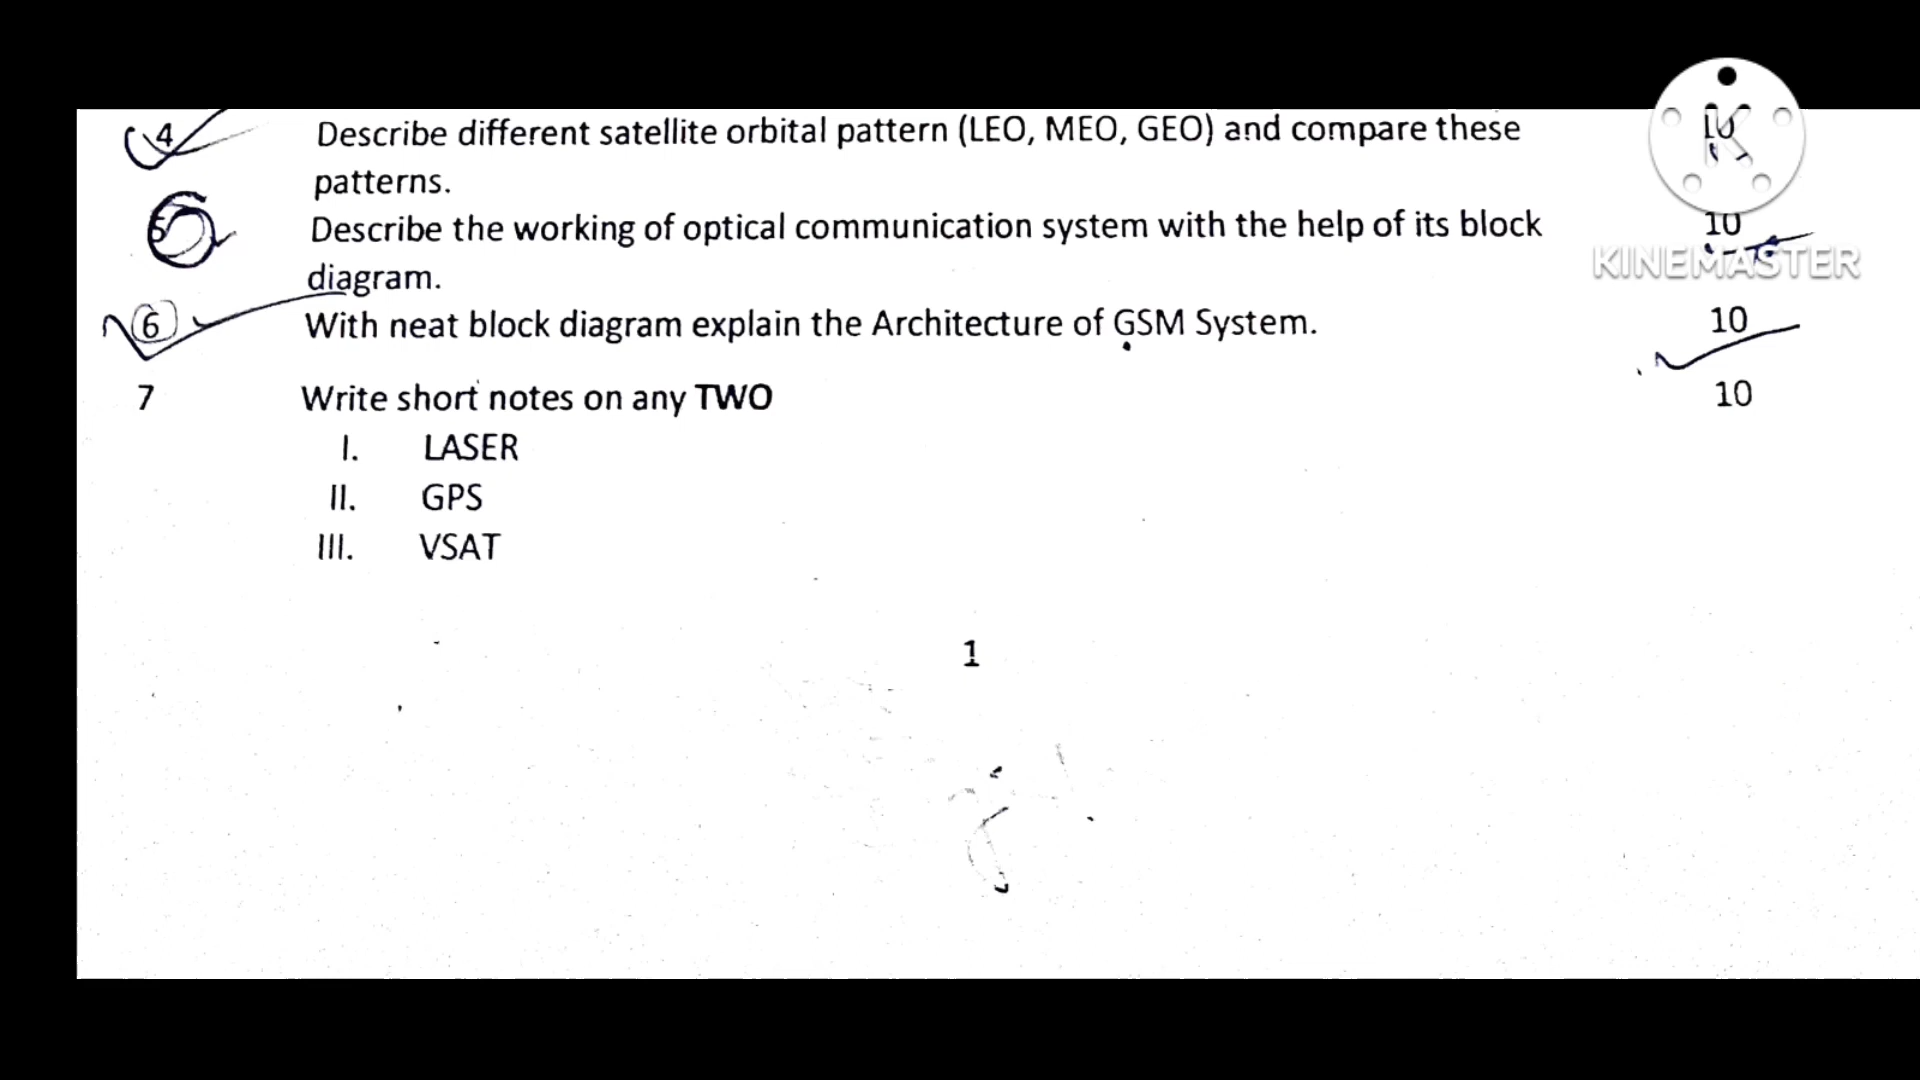 4 Describe different satellite orbital pattern (LEO, MEO, GEO) and compare these 10
patterns.
5 Describe the working of optical communication system with the help of its block 10
diagram.
KINEMASTER
6 With neat block diagram explain the Architecture of GSM System. 10
7 Write short notes on any TWO 10
I. LASER
II. GPS
III. VSAT
1